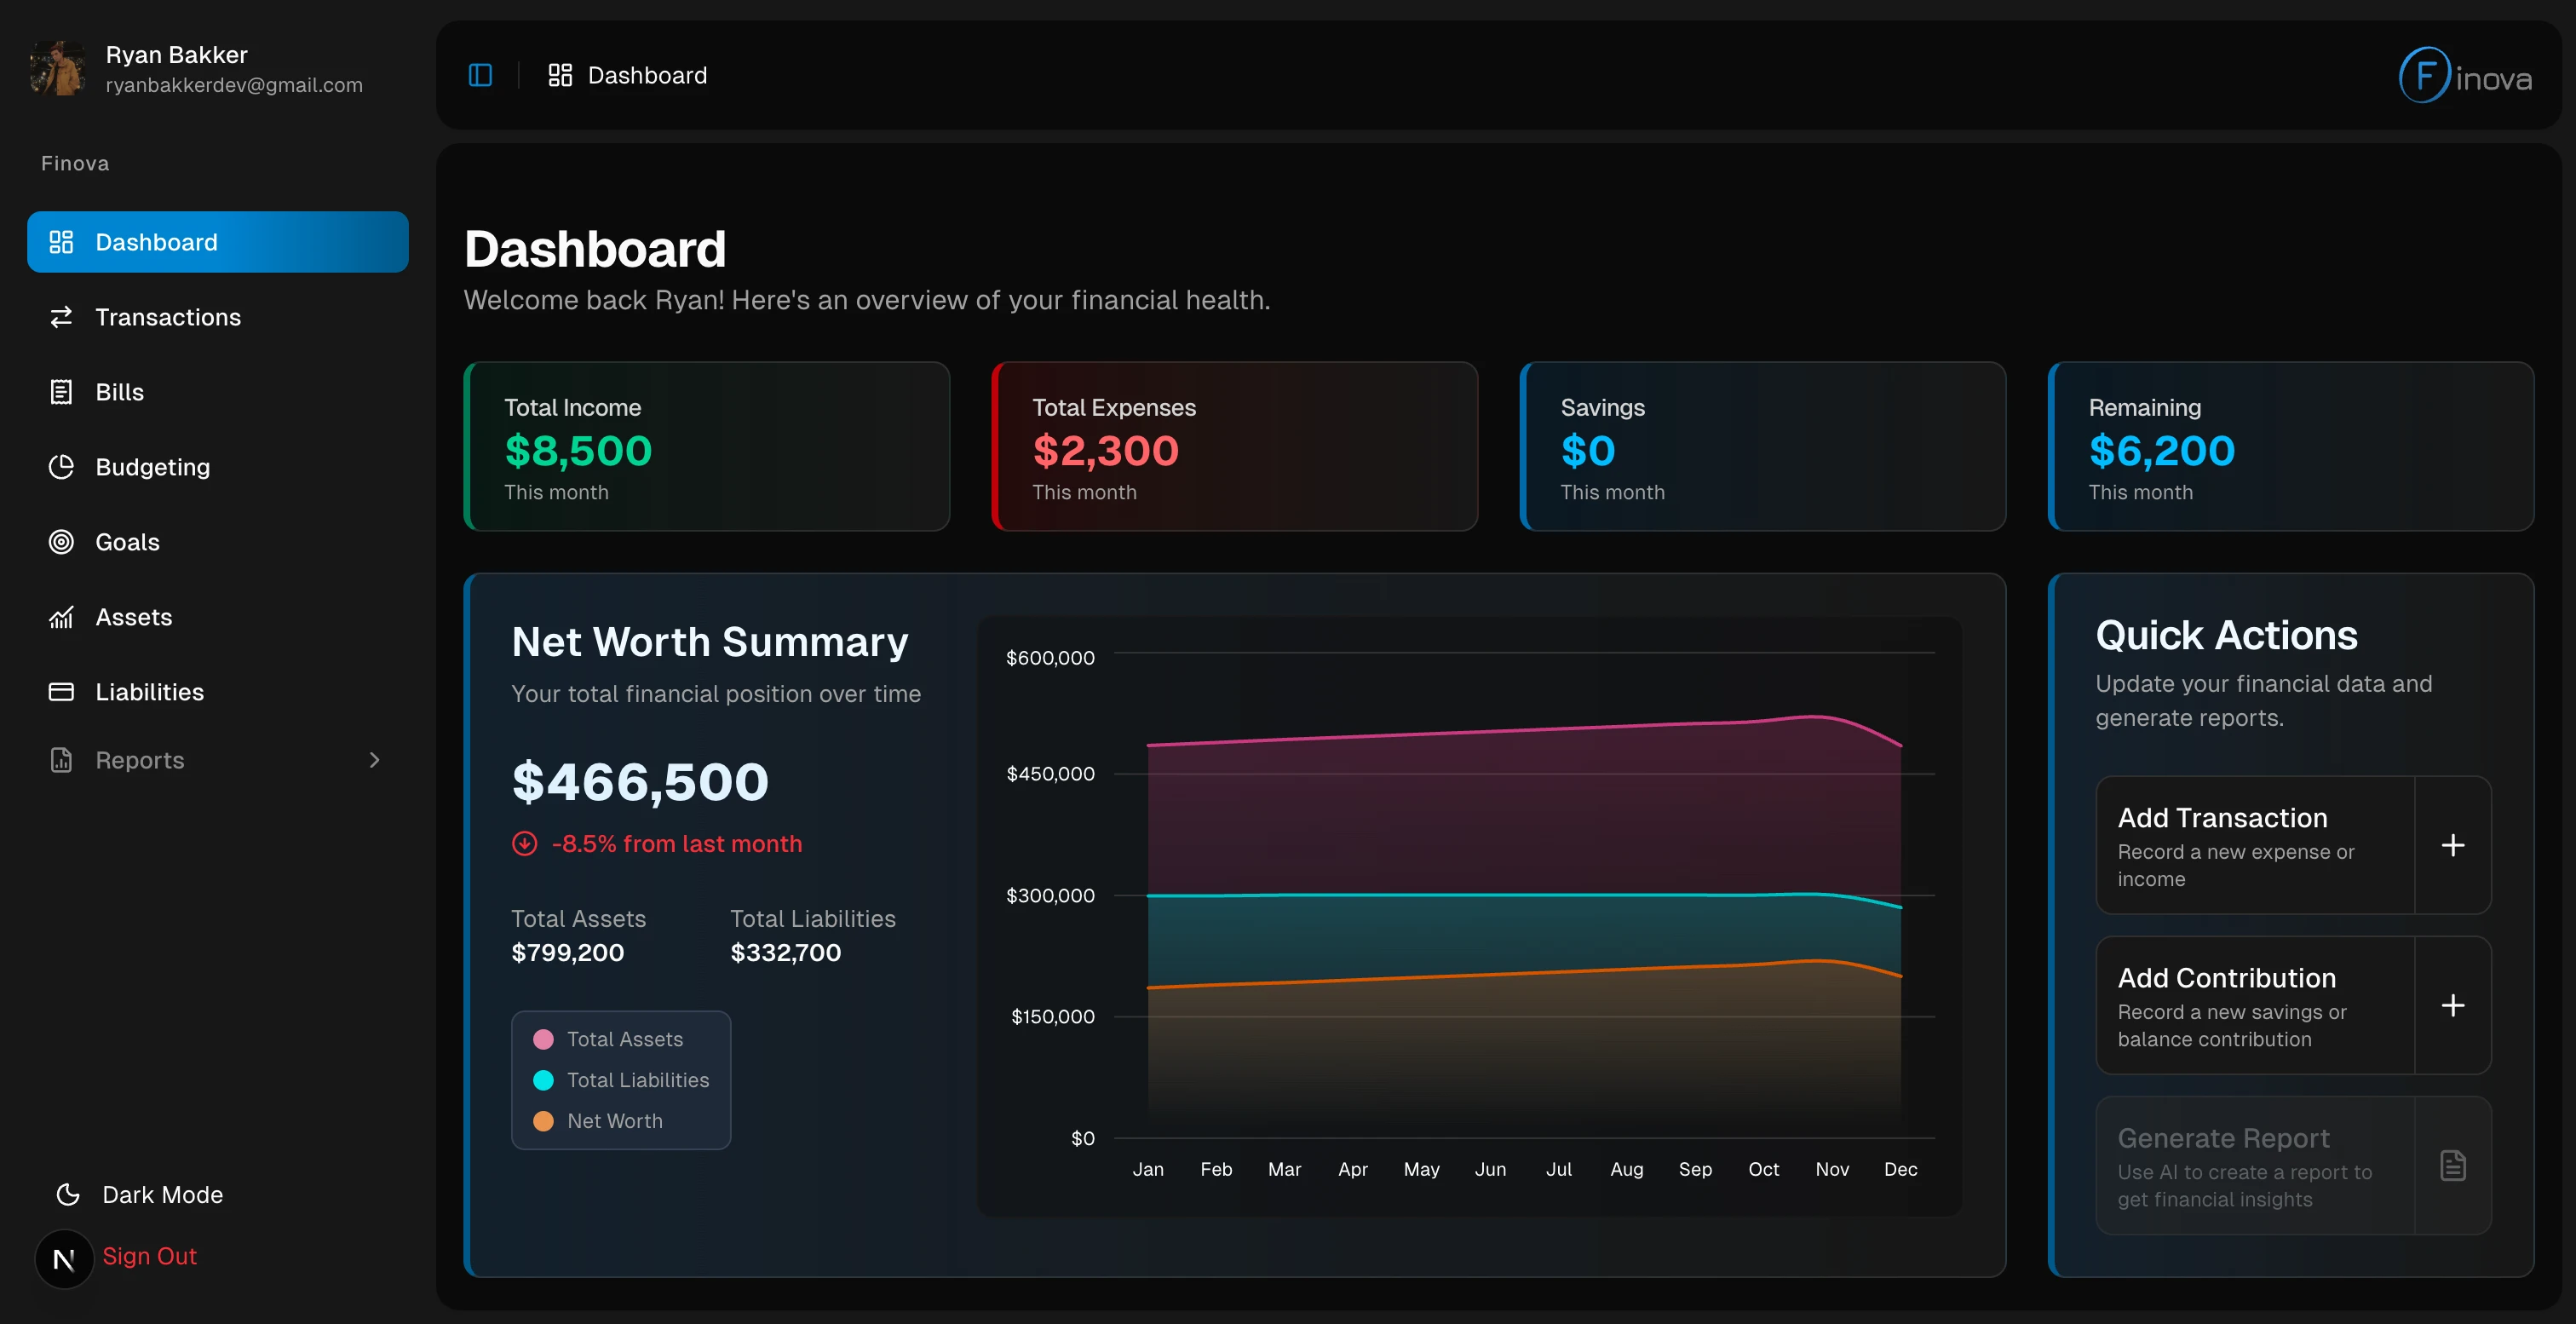 Ryan Bakker
ryanbakkerdev@gmail.com
Finova
Dashboard
Transactions
Bills
Budgeting
Goals
Assets
Liabilities
Reports
Dark Mode
N
Sign Out
Dashboard
Finova
Dashboard
Welcome back Ryan! Here's an overview of your financial health.
Total Income
$8,500
This month
Total Expenses
$2,300
This month
Savings
$0
This month
Remaining
$6,200
This month
Net Worth Summary
Your total financial position over time
$466,500
-8.5% from last month
Total Assets
$799,200
Total Liabilities
$332,700
Total Assets
Total Liabilities
Net Worth
$600,000
$450,000
$300,000
$150,000
$0
Jan Feb Mar Apr May Jun Jul Aug Sep Oct Nov Dec
Quick Actions
Update your financial data and
generate reports.
Add Transaction
Record a new expense or
income
Add Contribution
Record a new savings or
balance contribution
Generate Report
Use AI to create a report to
get financial insights